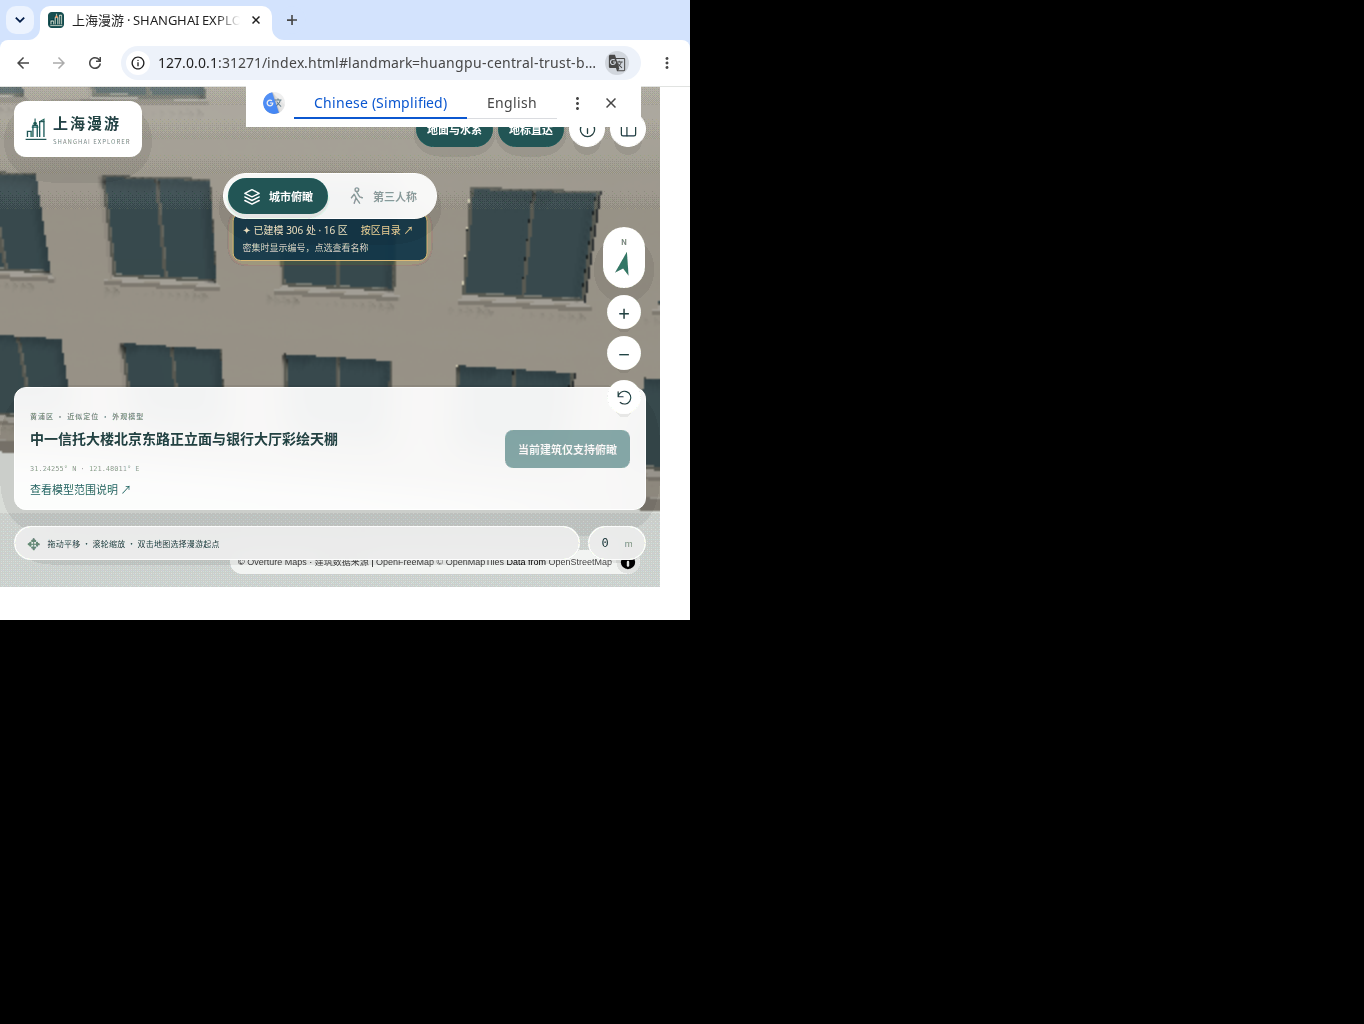 上海漫游 · SHANGHAI EXPLO
127.0.0.1:31271/index.html#landmark=huangpu-central-trust-b...
Chinese (Simplified)
English
上海漫游
SHANGHAI EXPLORER
地面与水系
地标直达
城市俯瞰
第三人称
✦ 已建模 306 处 · 16 区 按区目录 ↗
密集时显示编号，点选查看名称
N
+
−
黄浦区 · 近似定位 · 外观模型
中一信托大楼北京东路正立面与银行大厅彩绘天棚
当前建筑仅支持俯瞰
31.24255° N · 121.48011° E
查看模型范围说明 ↗
拖动平移 · 滚轮缩放 · 双击地图选择漫游起点
0 m
© Overture Maps · 建筑数据来源 | OpenFreeMap © OpenMapTiles Data from OpenStreetMap